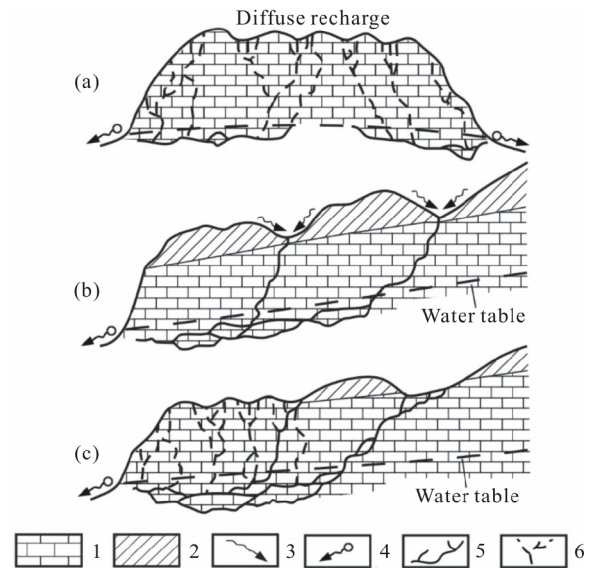 Diffuse recharge
(a)
(b)
Water table
(c)
Water table
1 2 3 4 5 6